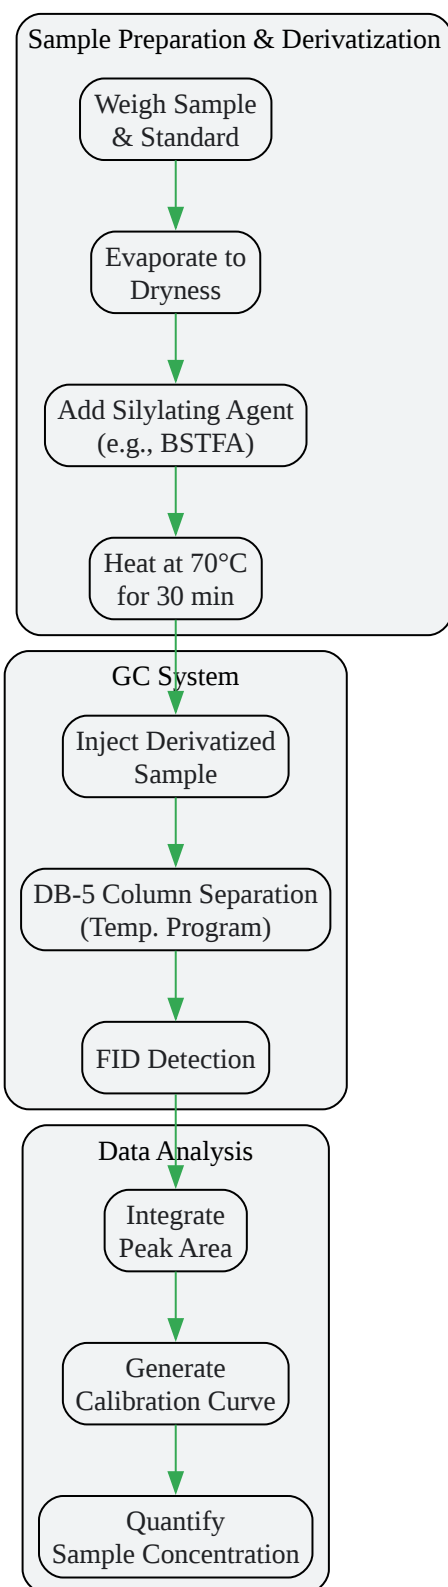 Sample Preparation & Derivatization
Weigh Sample
& Standard
Evaporate to
Dryness
Add Silylating Agent
(e.g., BSTFA)
Heat at 70°C
for 30 min
GC System
Inject Derivatized
Sample
DB-5 Column Separation
(Temp. Program)
FID Detection
Data Analysis
Integrate
Peak Area
Generate
Calibration Curve
Quantify
Sample Concentration